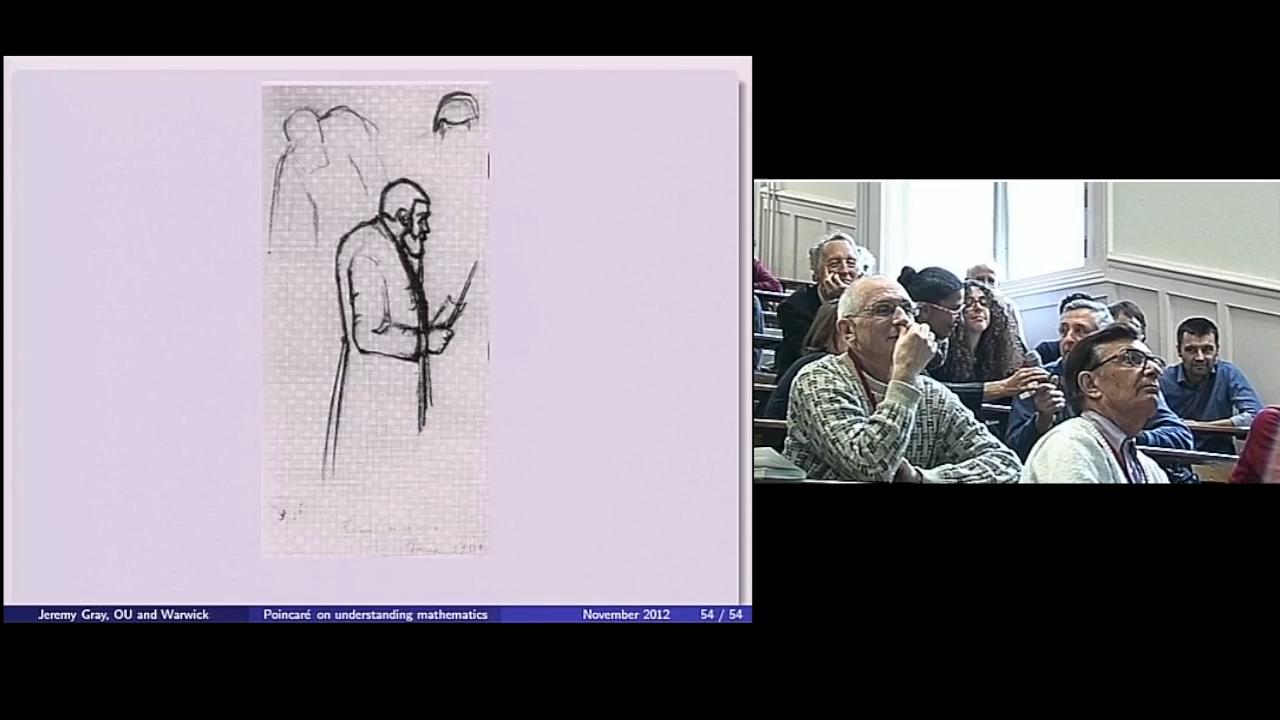 Jeremy Gray, OU and Warwick
Poincaré on understanding mathematics
November 2012
54 / 54